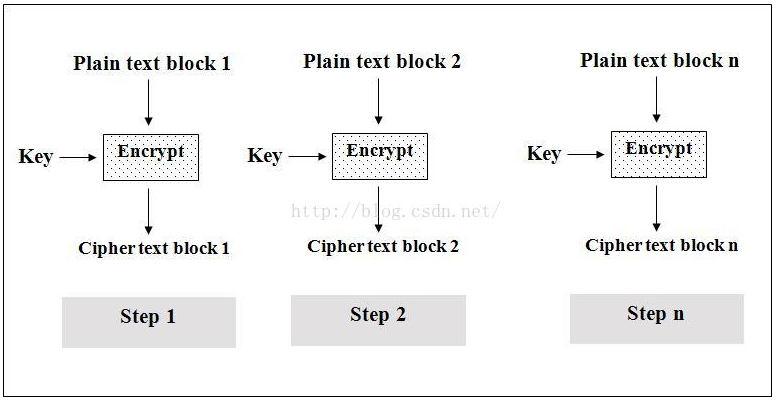 Plain text block 1
Plain text block 2
Plain text block n
Key
Encrypt
Key
Encrypt
Key
Encrypt
http://blog.csdn.net/
Cipher text block 1
Cipher text block 2
Cipher text block n
Step 1
Step 2
Step n